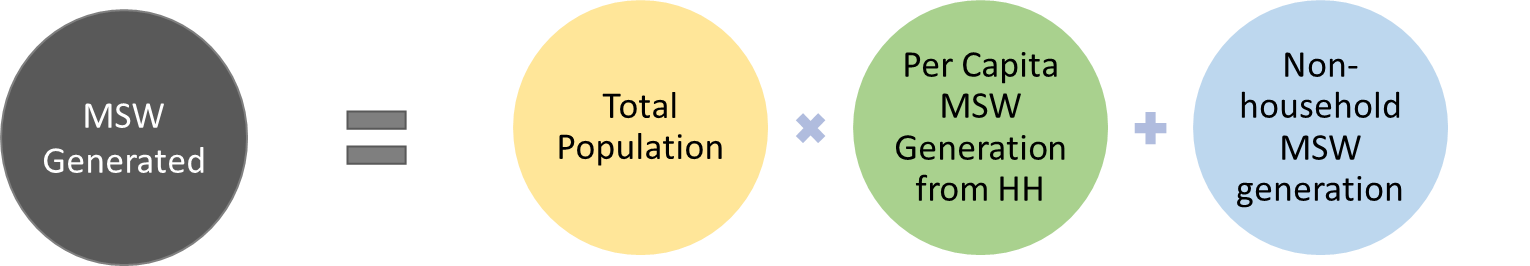 MSW
Generated
=
Total
Population
×
Per Capita
MSW
Generation
from HH
+
Non-
household
MSW
generation